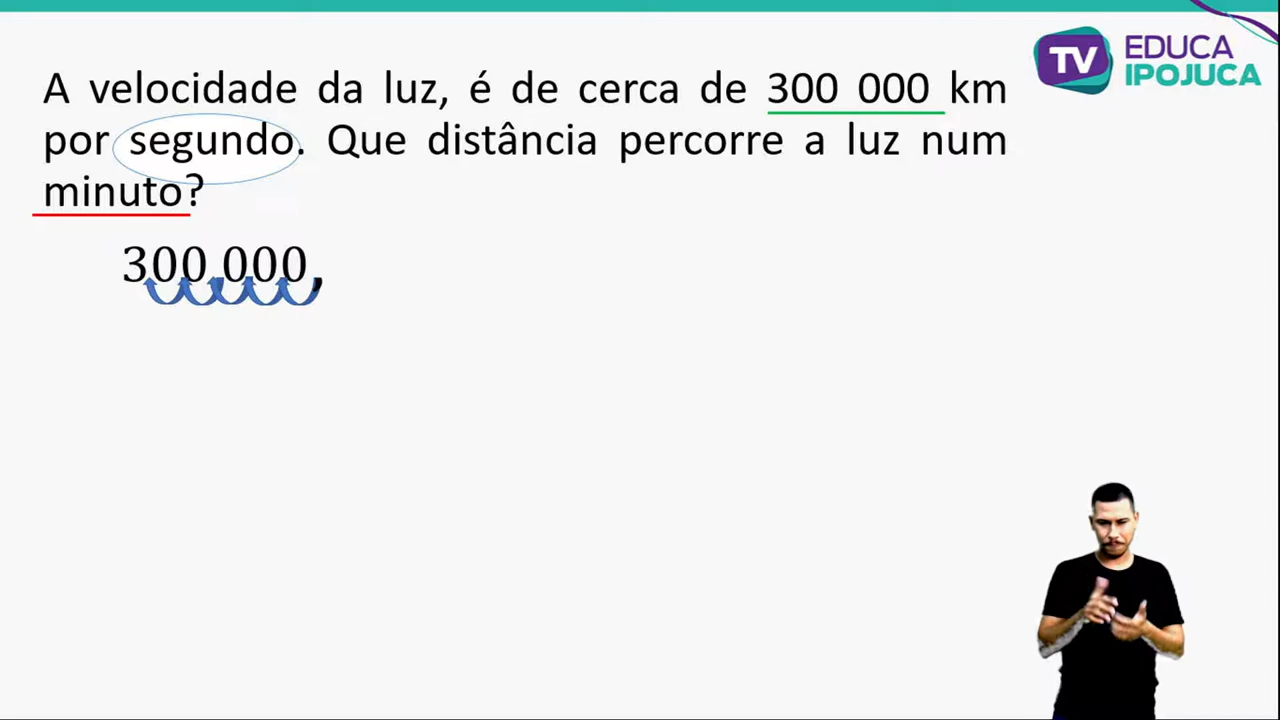 TV EDUCA
IPOJUCA
A velocidade da luz, é de cerca de 300 000 km
por segundo. Que distância percorre a luz num
minuto?
300 000,